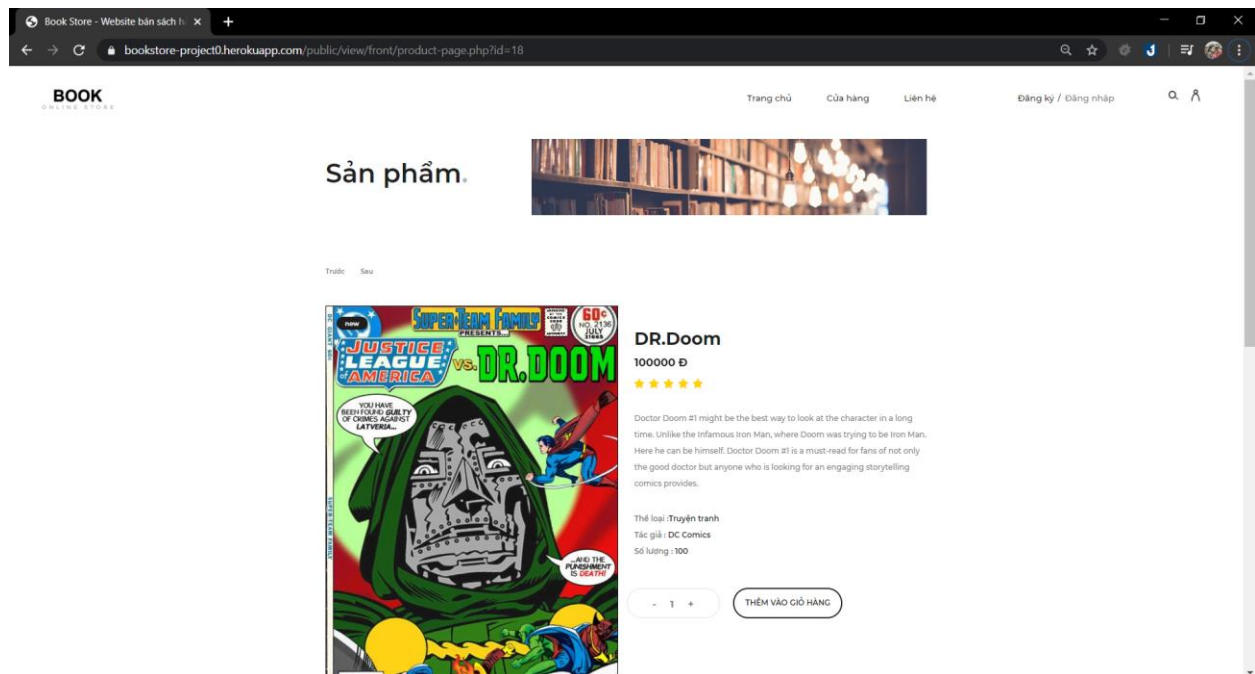 Book Store - Website bán sách h
bookstore-project0.herokuapp.com/public/view/front/product-page.php?id=18
BOOK
ONLINE STORE
Trang chủ Cửa hàng Liên hệ Đăng ký / Đăng nhập
Sản phẩm.
Trước Sau
new
DC GIANT
SUPER-TEAM FAMILY
PRESENTS...
60¢
NO. 2136
JULY
JUSTICE
LEAGUE
OF AMERICA
VS. DR.DOOM
YOU HAVE
BEEN FOUND GUILTY
OF CRIMES AGAINST
LATVERIA...
SUPER-TEAM FAMILY
...AND THE
PUNISHMENT
IS DEATH!
DR.Doom
100000 Đ
Doctor Doom #1 might be the best way to look at the character in a long
time. Unlike the Infamous Iron Man, where Doom was trying to be Iron Man.
Here he can be himself. Doctor Doom #1 is a must-read for fans of not only
the good doctor but anyone who is looking for an engaging storytelling
comics provides.
Thể loại :Truyện tranh
Tác giả : DC Comics
Số lượng : 100
- 1 +
THÊM VÀO GIỎ HÀNG